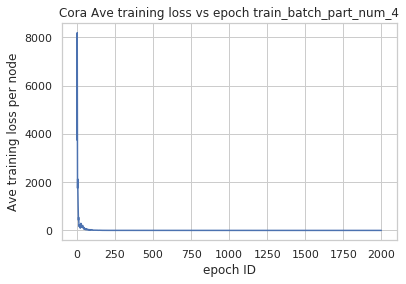 Cora Ave training loss vs epoch train_batch_part_num_4
Ave training loss per node
8000
6000
4000
2000
0
0 250 500 750 1000 1250 1500 1750 2000
epoch ID